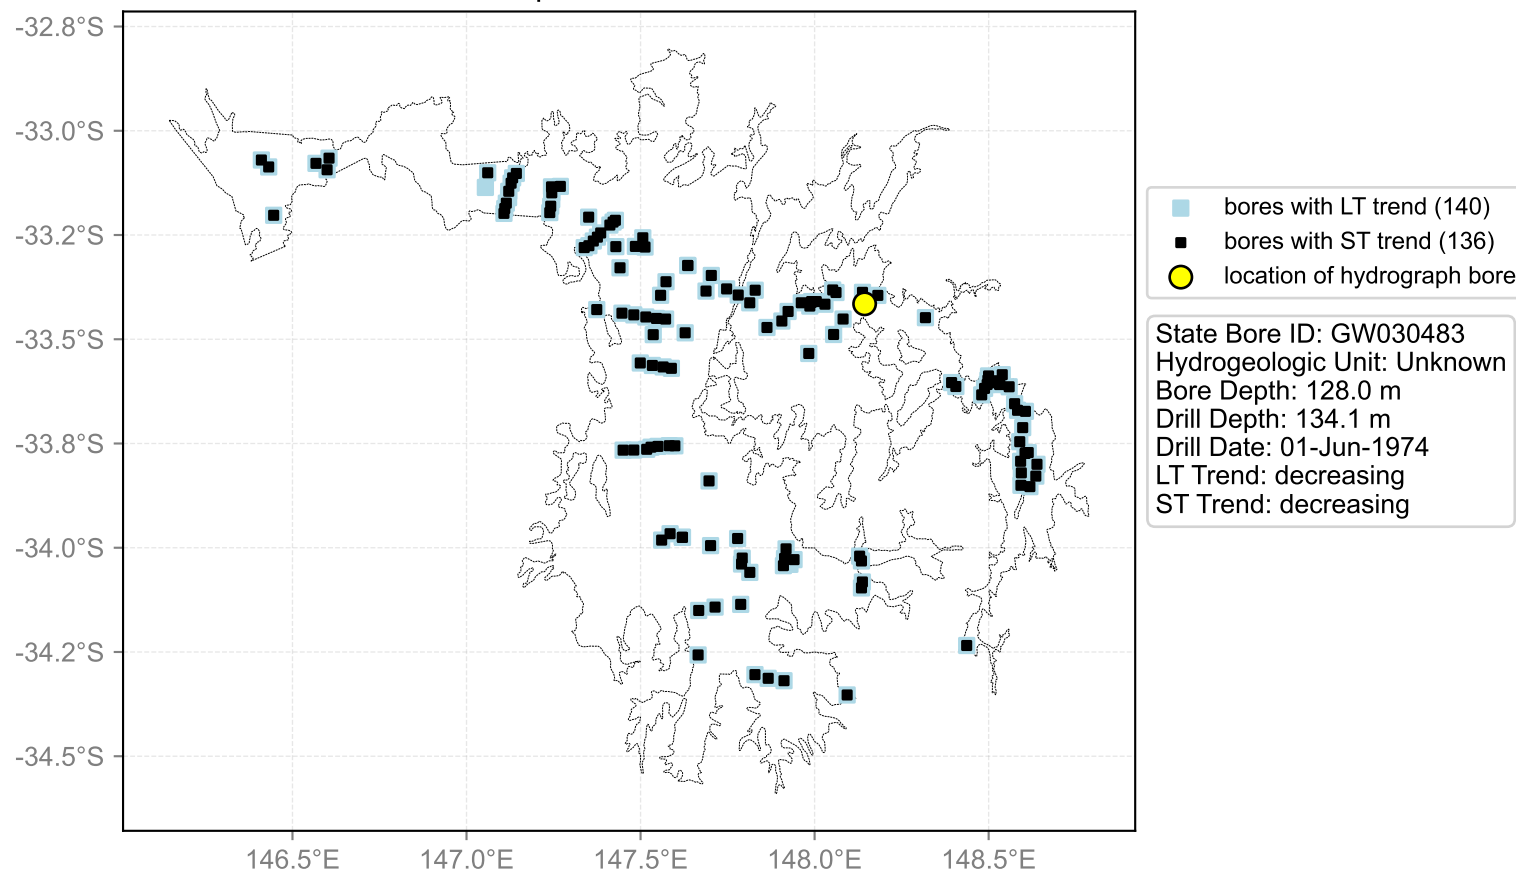 -32.8°S
-33.0°S
-33.2°S
-33.5°S
-33.8°S
-34.0°S
-34.2°S
-34.5°S
146.5°E
147.0°E
147.5°E
148.0°E
148.5°E
bores with LT trend (140)
bores with ST trend (136)
location of hydrograph bore
State Bore ID: GW030483
Hydrogeologic Unit: Unknown
Bore Depth: 128.0 m
Drill Depth: 134.1 m
Drill Date: 01-Jun-1974
LT Trend: decreasing
ST Trend: decreasing